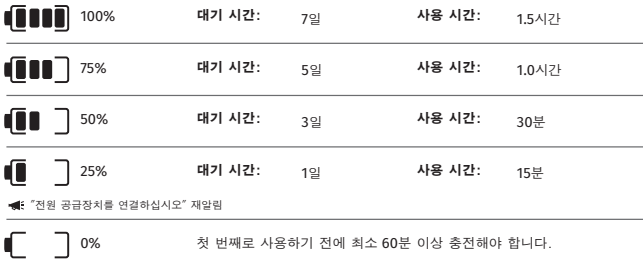 100% 대기 시간: 7일 사용 시간: 1.5시간
75% 대기 시간: 5일 사용 시간: 1.0시간
50% 대기 시간: 3일 사용 시간: 30분
25% 대기 시간: 1일 사용 시간: 15분
"전원 공급장치를 연결하십시오" 재알림
0% 첫 번째로 사용하기 전에 최소 60분 이상 충전해야 합니다.